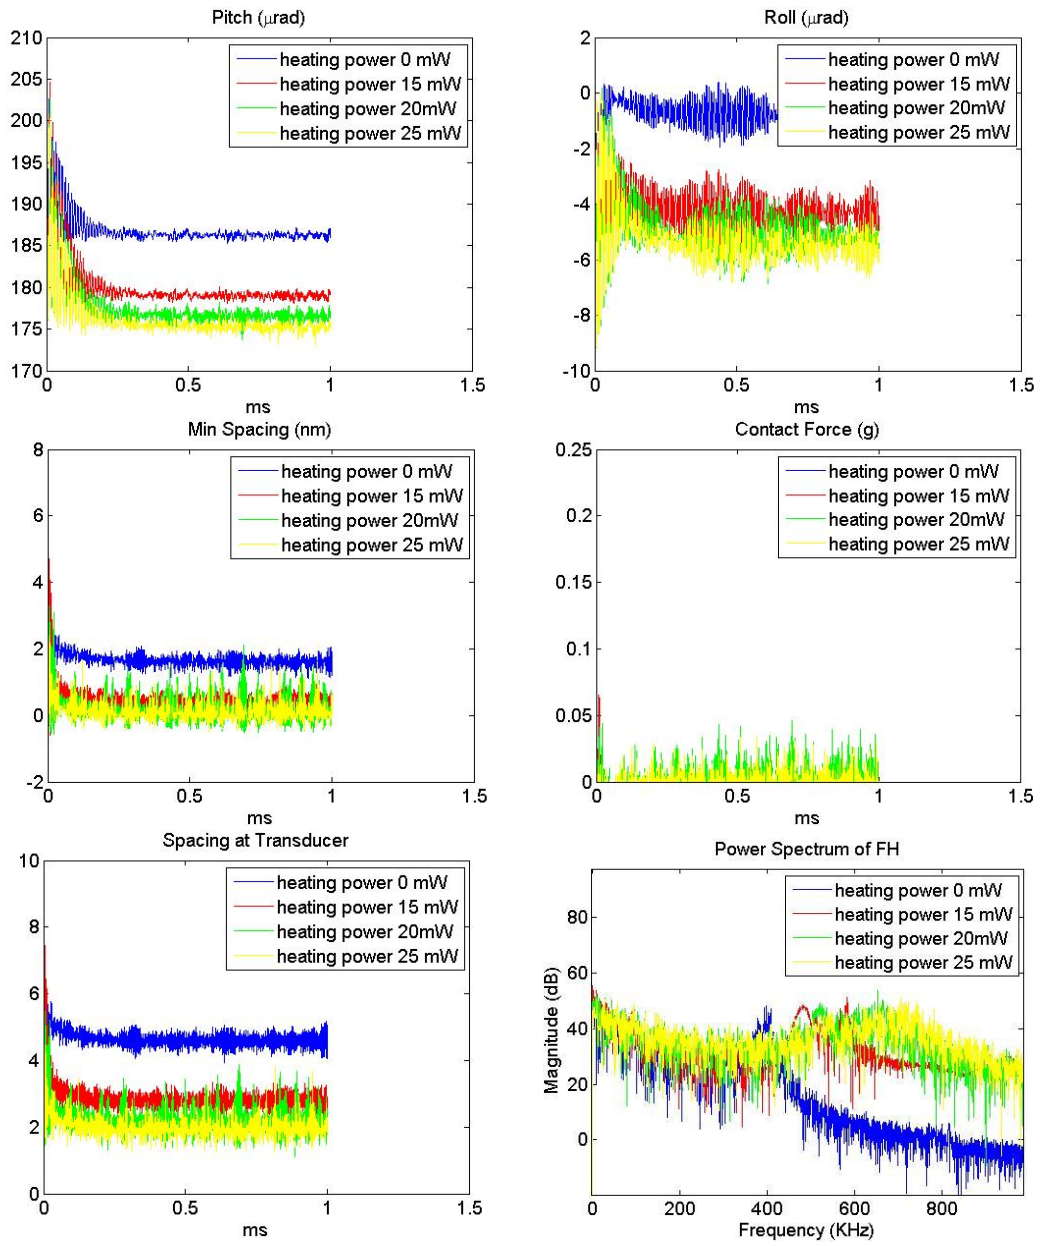 Pitch (μrad)
210
205
200
195
190
185
180
175
170
0
0.5
1
1.5
ms
heating power 0 mW
heating power 15 mW
heating power 20mW
heating power 25 mW
Roll (μrad)
2
0
-2
-4
-6
-8
-10
0
0.5
1
1.5
ms
heating power 0 mW
heating power 15 mW
heating power 20mW
heating power 25 mW
Min Spacing (nm)
8
6
4
2
0
-2
0
0.5
1
1.5
ms
heating power 0 mW
heating power 15 mW
heating power 20mW
heating power 25 mW
Contact Force (g)
0.25
0.2
0.15
0.1
0.05
0
0
0.5
1
1.5
ms
heating power 0 mW
heating power 15 mW
heating power 20mW
heating power 25 mW
Spacing at Transducer
10
8
6
4
2
0
0
0.5
1
1.5
ms
heating power 0 mW
heating power 15 mW
heating power 20mW
heating power 25 mW
Power Spectrum of FH
Magnitude (dB)
80
60
40
20
0
0
200
400
600
800
Frequency (KHz)
heating power 0 mW
heating power 15 mW
heating power 20mW
heating power 25 mW